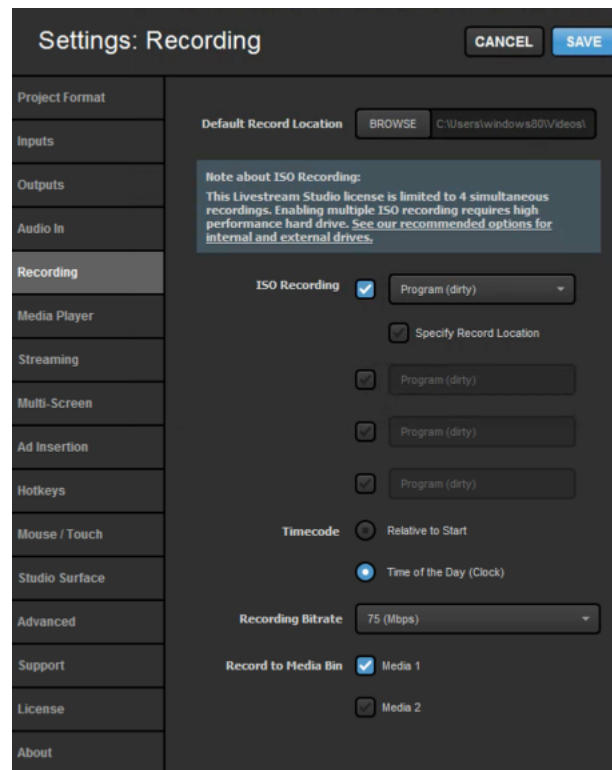 Settings: Recording
CANCEL
SAVE
Project Format
Inputs
Outputs
Audio In
Recording
Media Player
Streaming
Multi-Screen
Ad Insertion
Hotkeys
Mouse / Touch
Studio Surface
Advanced
Support
License
About
Default Record Location
BROWSE
C:\Users\windows80\Videos\
Note about ISO Recording:
This Livestream Studio license is limited to 4 simultaneous
recordings. Enabling multiple ISO recording requires high
performance hard drive. See our recommended options for
internal and external drives.
ISO Recording
Program (dirty)
Specify Record Location
Program (dirty)
Program (dirty)
Program (dirty)
Timecode
Relative to Start
Time of the Day (Clock)
Recording Bitrate
75 (Mbps)
Record to Media Bin
Media 1
Media 2